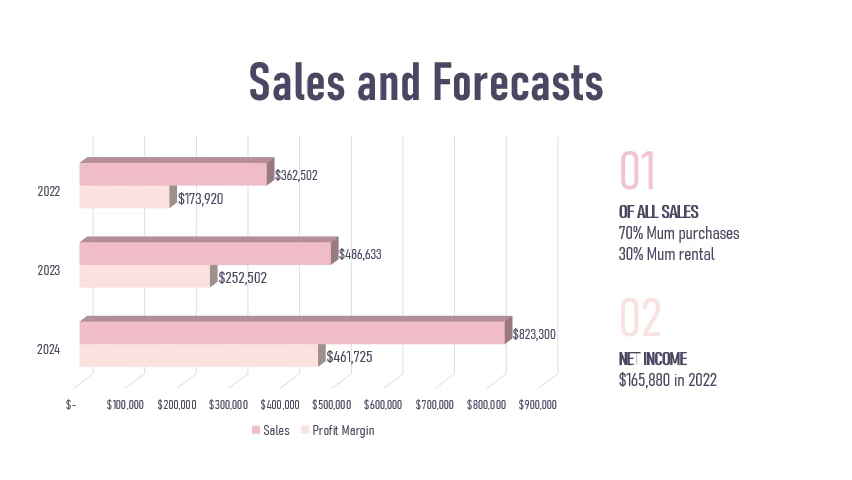 Sales and Forecasts
2022
$362,502
$173,920
2023
$486,633
$252,502
2024
$823,300
$461,725
$-
$100,000
$200,000
$300,000
$400,000
$500,000
$600,000
$700,000
$800,000
$900,000
Sales
Profit Margin
01
OF ALL SALES
70% Mum purchases
30% Mum rental
02
NET INCOME
$165,880 in 2022